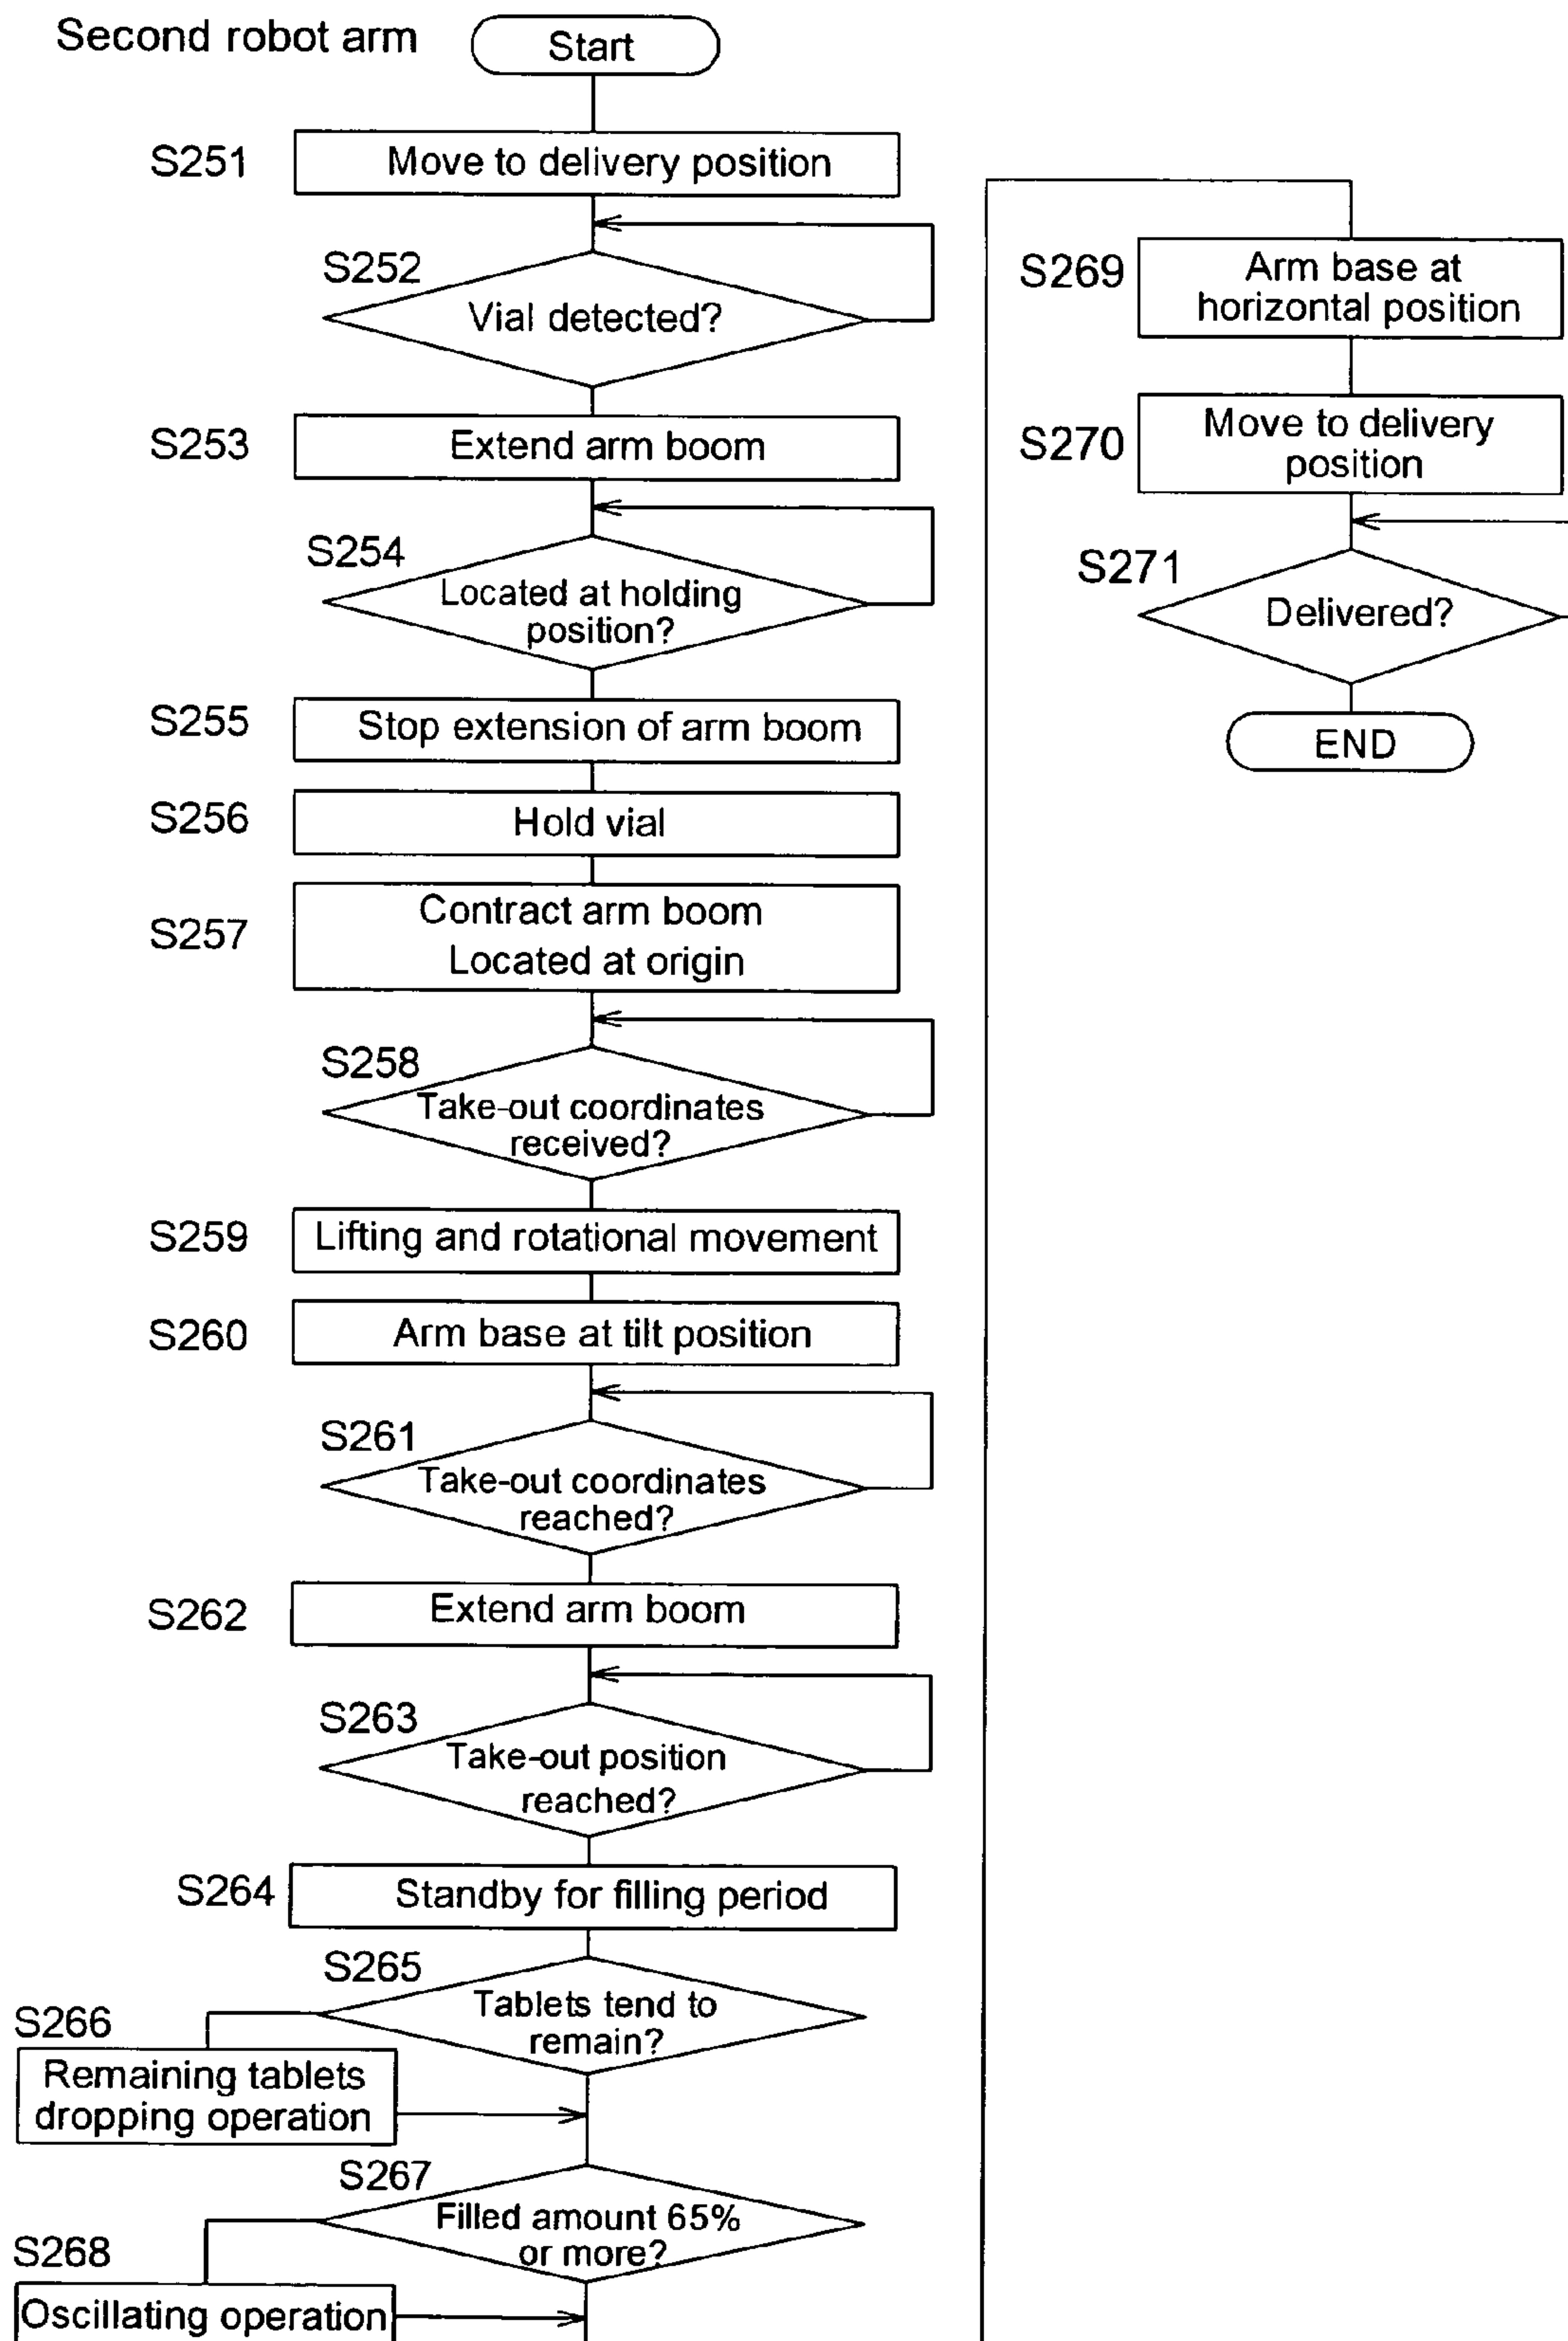 Second robot arm
Start
S251
Move to delivery position
S252
Vial detected?
S253
Extend arm boom
S254
Located at holding
position?
S255
Stop extension of arm boom
S256
Hold vial
S257
Contract arm boom
Located at origin
S258
Take-out coordinates
received?
S259
Lifting and rotational movement
S260
Arm base at tilt position
S261
Take-out coordinates
reached?
S262
Extend arm boom
S263
Take-out position
reached?
S264
Standby for filling period
S265
Tablets tend to
remain?
S266
Remaining tablets
dropping operation
S267
Filled amount 65%
or more?
S268
Oscillating operation
S269
Arm base at
horizontal position
S270
Move to delivery
position
S271
Delivered?
END